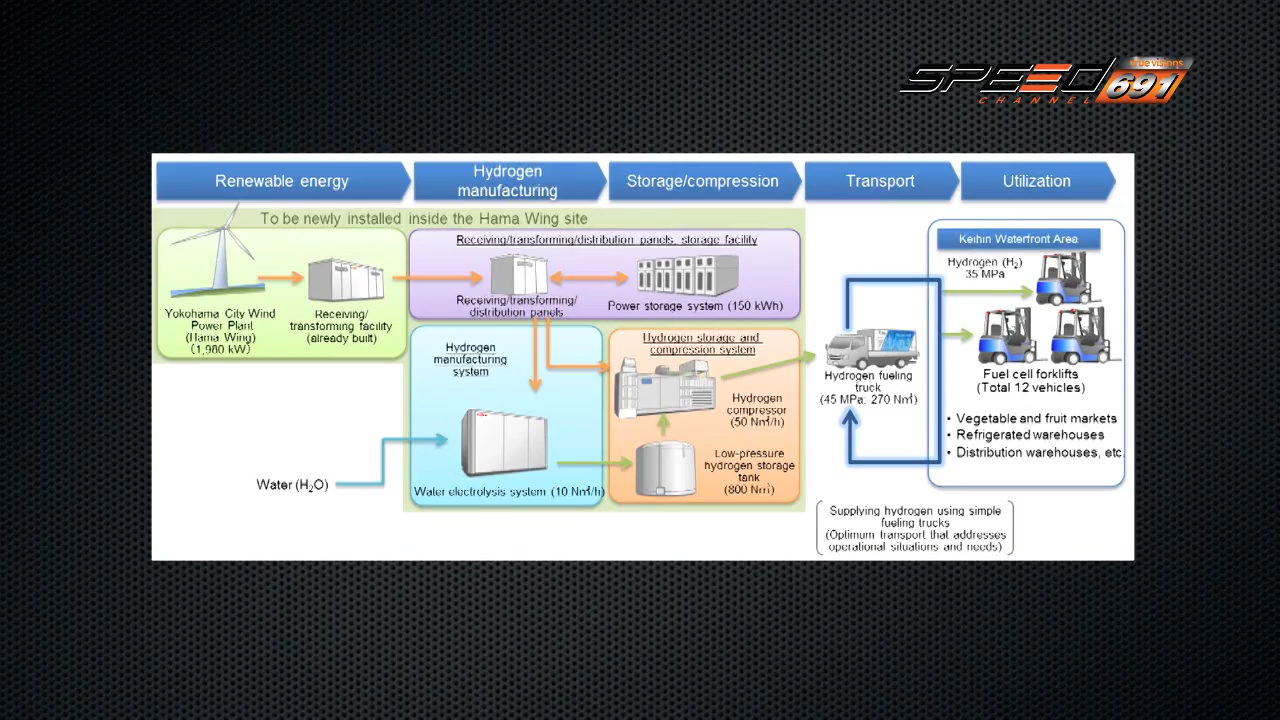 true visions
SPEED
691
CHANNEL
Renewable energy
Hydrogen
manufacturing
Storage/compression
Transport
Utilization
To be newly installed inside the Hama Wing site
Yokohama City Wind
Power Plant
(Hama Wing)
(1,980 kW)
Receiving/
transforming facility
(already built)
Receiving/transforming/distribution panels, storage facility
Receiving/transforming/
distribution panels
Power storage system (150 kWh)
Hydrogen
manufacturing
system
Water (H₂O)
Water electrolysis system (10 Nm³/h)
Hydrogen storage and
compression system
Hydrogen
compressor
(50 Nm³/h)
Low-pressure
hydrogen storage
tank
(800 Nm³)
Hydrogen fueling
truck
(45 MPa. 270 Nm³)
Supplying hydrogen using simple
fueling trucks
(Optimum transport that addresses
operational situations and needs)
Keihin Waterfront Area
Hydrogen (H₂)
35 MPa
Fuel cell forklifts
(Total 12 vehicles)
• Vegetable and fruit markets
• Refrigerated warehouses
• Distribution warehouses, etc.